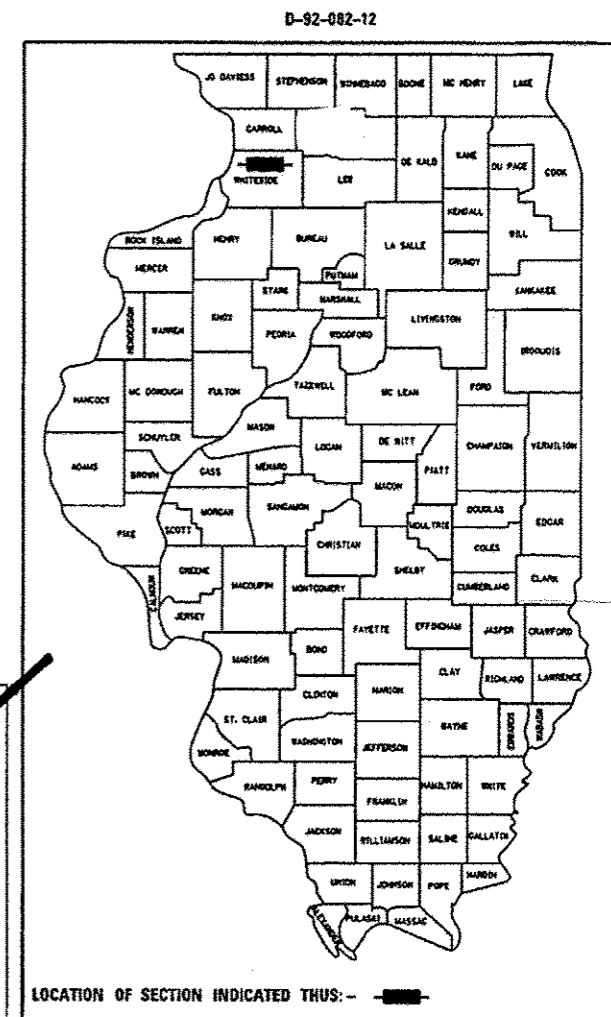 D-92-082-12
JO DAVIESS STEPHENSON WINNEBAGO BOONE MC HENRY LAKE
CARROLL
DE KALB KANE DU PAGE COOK
WHITESIDE LEE
KENDALL WILL
ROCK ISLAND HENRY BUREAU LA SALLE GRUNDY
MERCER PUTNAM KANKAKEE
STARK MARSHALL
HENDERSON WARREN KNOX PEORIA WOODFORD LIVINGSTON IROQUOIS
HANCOCK MC DONOUGH FULTON TAZEWELL MC LEAN FORD
MASON
SCHUYLER LOGAN DE WITT CHAMPAIGN VERMILION
ADAMS BROWN CASS MENARD PIATT
MACON
MORGAN SANGAMON DOUGLAS
PIKE SCOTT MOULTRIE EDGAR
CHRISTIAN COLES
GREENE SHELBY
CALHOUN MACOUPIN MONTGOMERY CUMBERLAND CLARK
JERSEY
FAYETTE EFFINGHAM JASPER CRAWFORD
MADISON BOND
CLAY RICHLAND LAWRENCE
CLINTON MARION
ST. CLAIR WAYNE EDWARDS WABASH
WASHINGTON JEFFERSON
MONROE
RANDOLPH PERRY HAMILTON WHITE
FRANKLIN
JACKSON WILLIAMSON SALINE GALLATIN
UNION JOHNSON POPE HARDIN
ALEXANDER PULASKI MASSAC
LOCATION OF SECTION INDICATED THUS: -